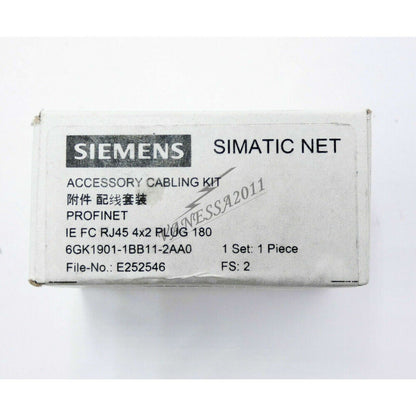 SIEMENS
SIMATIC NET
ACCESSORY CABLING KIT
附件 配线套装
PROFINET
IE FC RJ45 4x2 PLUG 180
6GK1901-1BB11-2AA0 1 Set: 1 Piece
File-No.: E252546 FS: 2
VANESSA2011